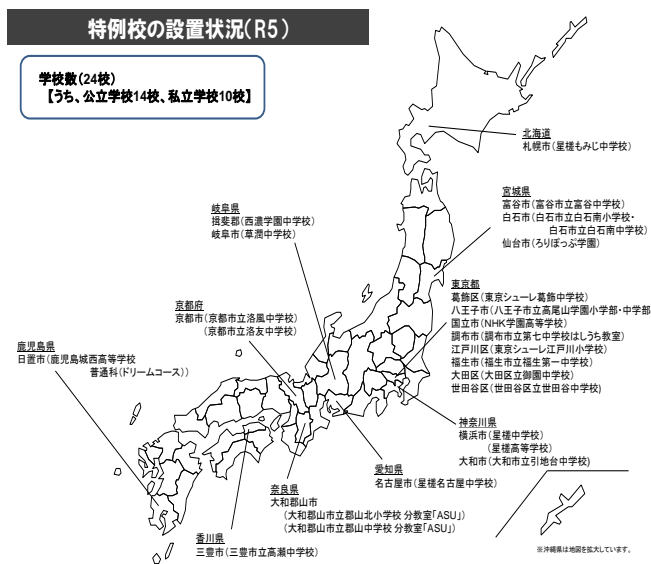 特例校の設置状況(R5)
学校数(24校)
【うち、公立学校14校、私立学校10校】
北海道
札幌市(星槎もみじ中学校)
宮城県
富谷市(富谷市立富谷中学校)
白石市(白石市立白石南小学校・
白石市立白石南中学校)
仙台市(ろりぽっぷ学園)
岐阜県
揖斐郡(西濃学園中学校)
岐阜市(草潤中学校)
東京都
葛飾区(東京シューレ葛飾中学校)
八王子市(八王子市立高尾山学園小学部・中学部
国立市(NHK学園高等学校)
調布市(調布市立第七中学校はしうち教室)
江戸川区(東京シューレ江戸川小学校)
福生市(福生市立福生第一中学校)
大田区(大田区立御園中学校)
世田谷区(世田谷区立世田谷中学校)
京都府
京都市(京都市立洛風中学校)
(京都市立洛友中学校)
鹿児島県
日置市(鹿児島城西高等学校
普通科(ドリームコース))
神奈川県
横浜市(星槎中学校)
(星槎高等学校)
大和市(大和市立引地台中学校)
愛知県
名古屋市(星槎名古屋中学校)
奈良県
大和郡山市
(大和郡山市立郡山北小学校 分教室「ASU」)
(大和郡山市立郡山中学校 分教室「ASU」)
香川県
三豊市(三豊市立高瀬中学校)
※沖縄県は地図を拡大しています。